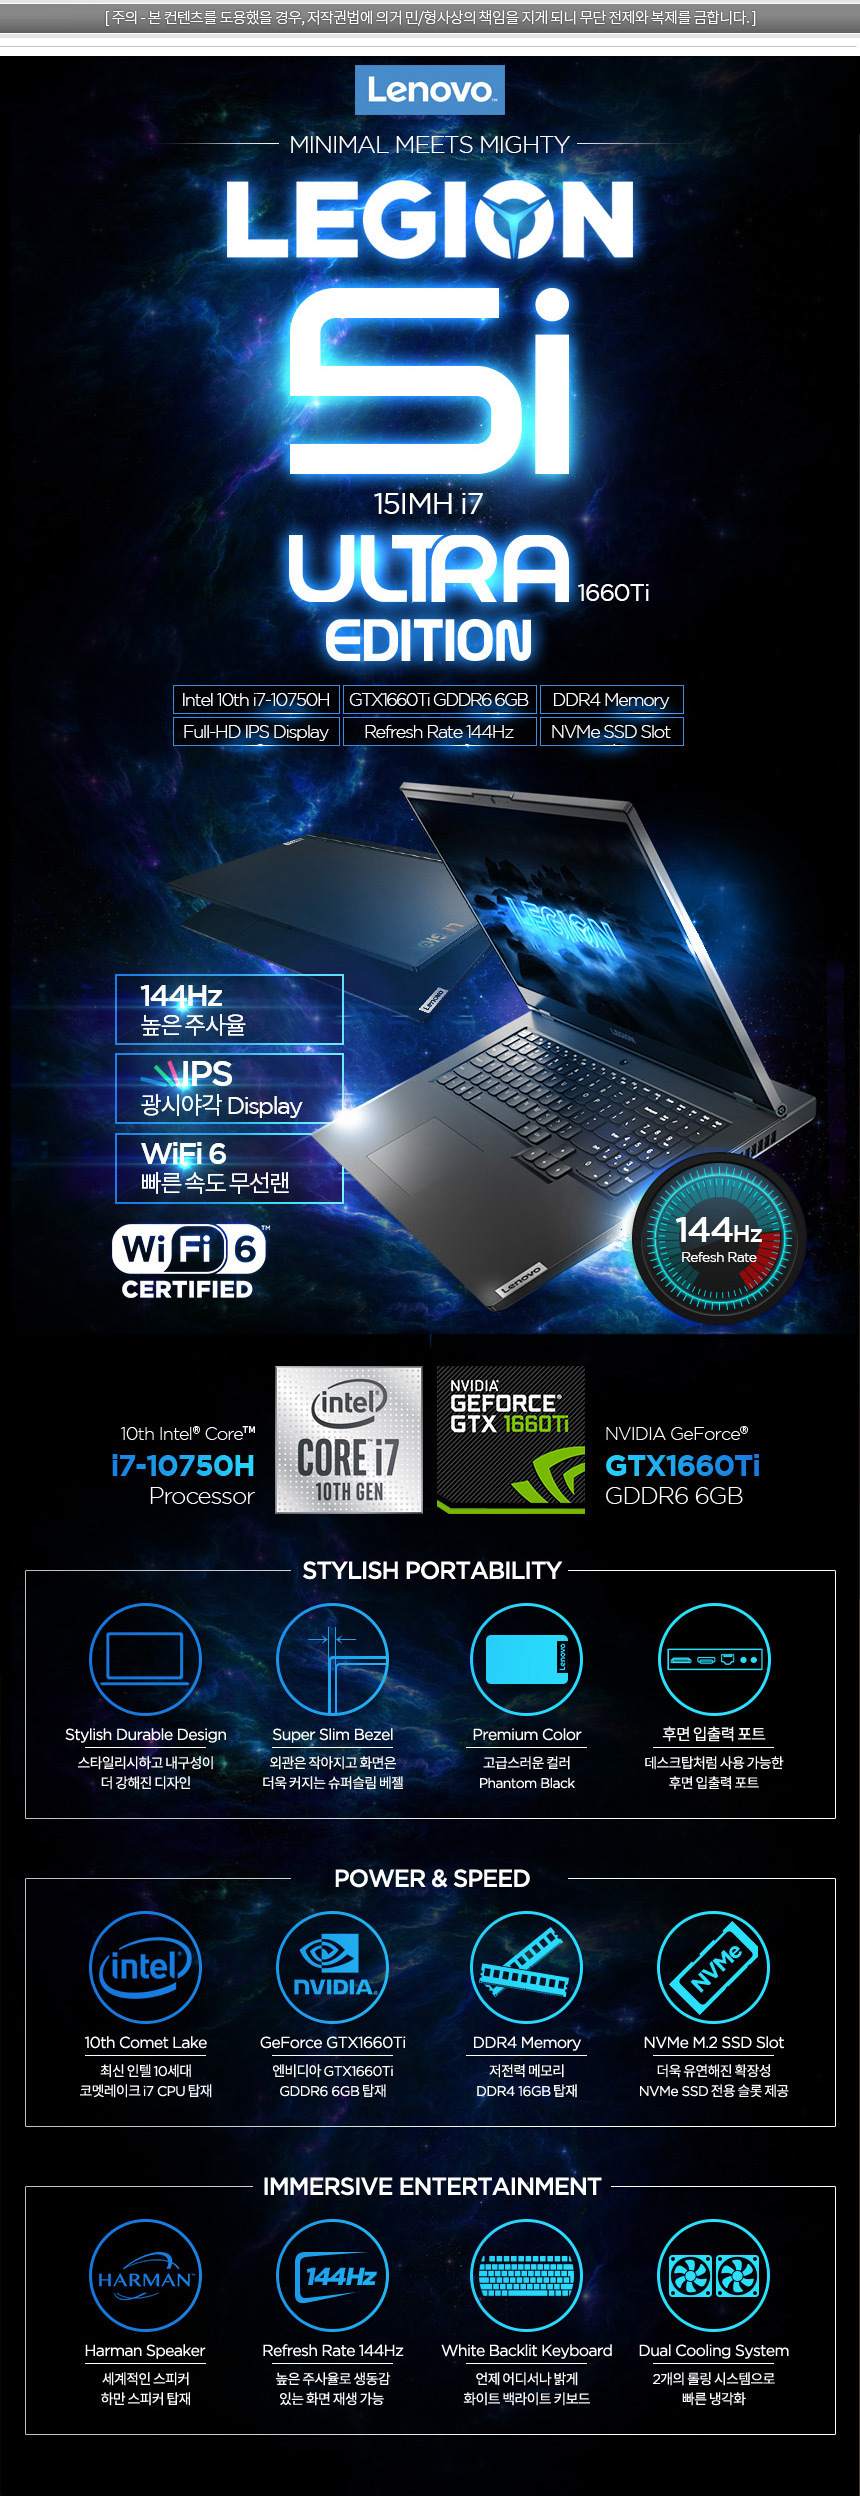 [ 주의 - 본 컨텐츠를 도용했을 경우, 저작권법에 의거 민/형사상의 책임을 지게 되니 무단 전제와 복제를 금합니다. ]
Lenovo™
MINIMAL MEETS MIGHTY
LEGION
5i
15IMH i7
ULTRA 1660Ti
EDITION
Intel 10th i7-10750H GTX1660Ti GDDR6 6GB DDR4 Memory
Full-HD IPS Display Refresh Rate 144Hz NVMe SSD Slot
LEGION
Lenovo
144Hz
높은 주사율
LEGION
IPS
광시야각 Display
WiFi 6
빠른 속도 무선랜
144Hz
Refesh Rate
Wi Fi 6™
CERTIFIED
Lenovo
10th Intel® Core™
i7-10750H
Processor
intel®
CORE i7
10TH GEN
NVIDIA®
GEFORCE®
GTX 1660Ti
NVIDIA GeForce®
GTX1660Ti
GDDR6 6GB
STYLISH PORTABILITY
Lenovo
Stylish Durable Design
스타일리시하고 내구성이
더 강해진 디자인
Super Slim Bezel
외관은 작아지고 화면은
더욱 커지는 슈퍼슬림 베젤
Premium Color
고급스러운 컬러
Phantom Black
후면 입출력 포트
데스크탑처럼 사용 가능한
후면 입출력 포트
POWER & SPEED
intel®
10th Comet Lake
최신 인텔 10세대
코멧레이크 i7 CPU 탑재
NVIDIA®
GeForce GTX1660Ti
엔비디아 GTX1660Ti
GDDR6 6GB 탑재
DDR4 Memory
저전력 메모리
DDR4 16GB 탑재
NVMe
NVMe M.2 SSD Slot
더욱 유연해진 확장성
NVMe SSD 전용 슬롯 제공
IMMERSIVE ENTERTAINMENT
HARMAN™
Harman Speaker
세계적인 스피커
하만 스피커 탑재
144Hz
Refresh Rate 144Hz
높은 주사율로 생동감
있는 화면 재생 가능
White Backlit Keyboard
언제 어디서나 밝게
화이트 백라이트 키보드
Dual Cooling System
2개의 롤링 시스템으로
빠른 냉각화